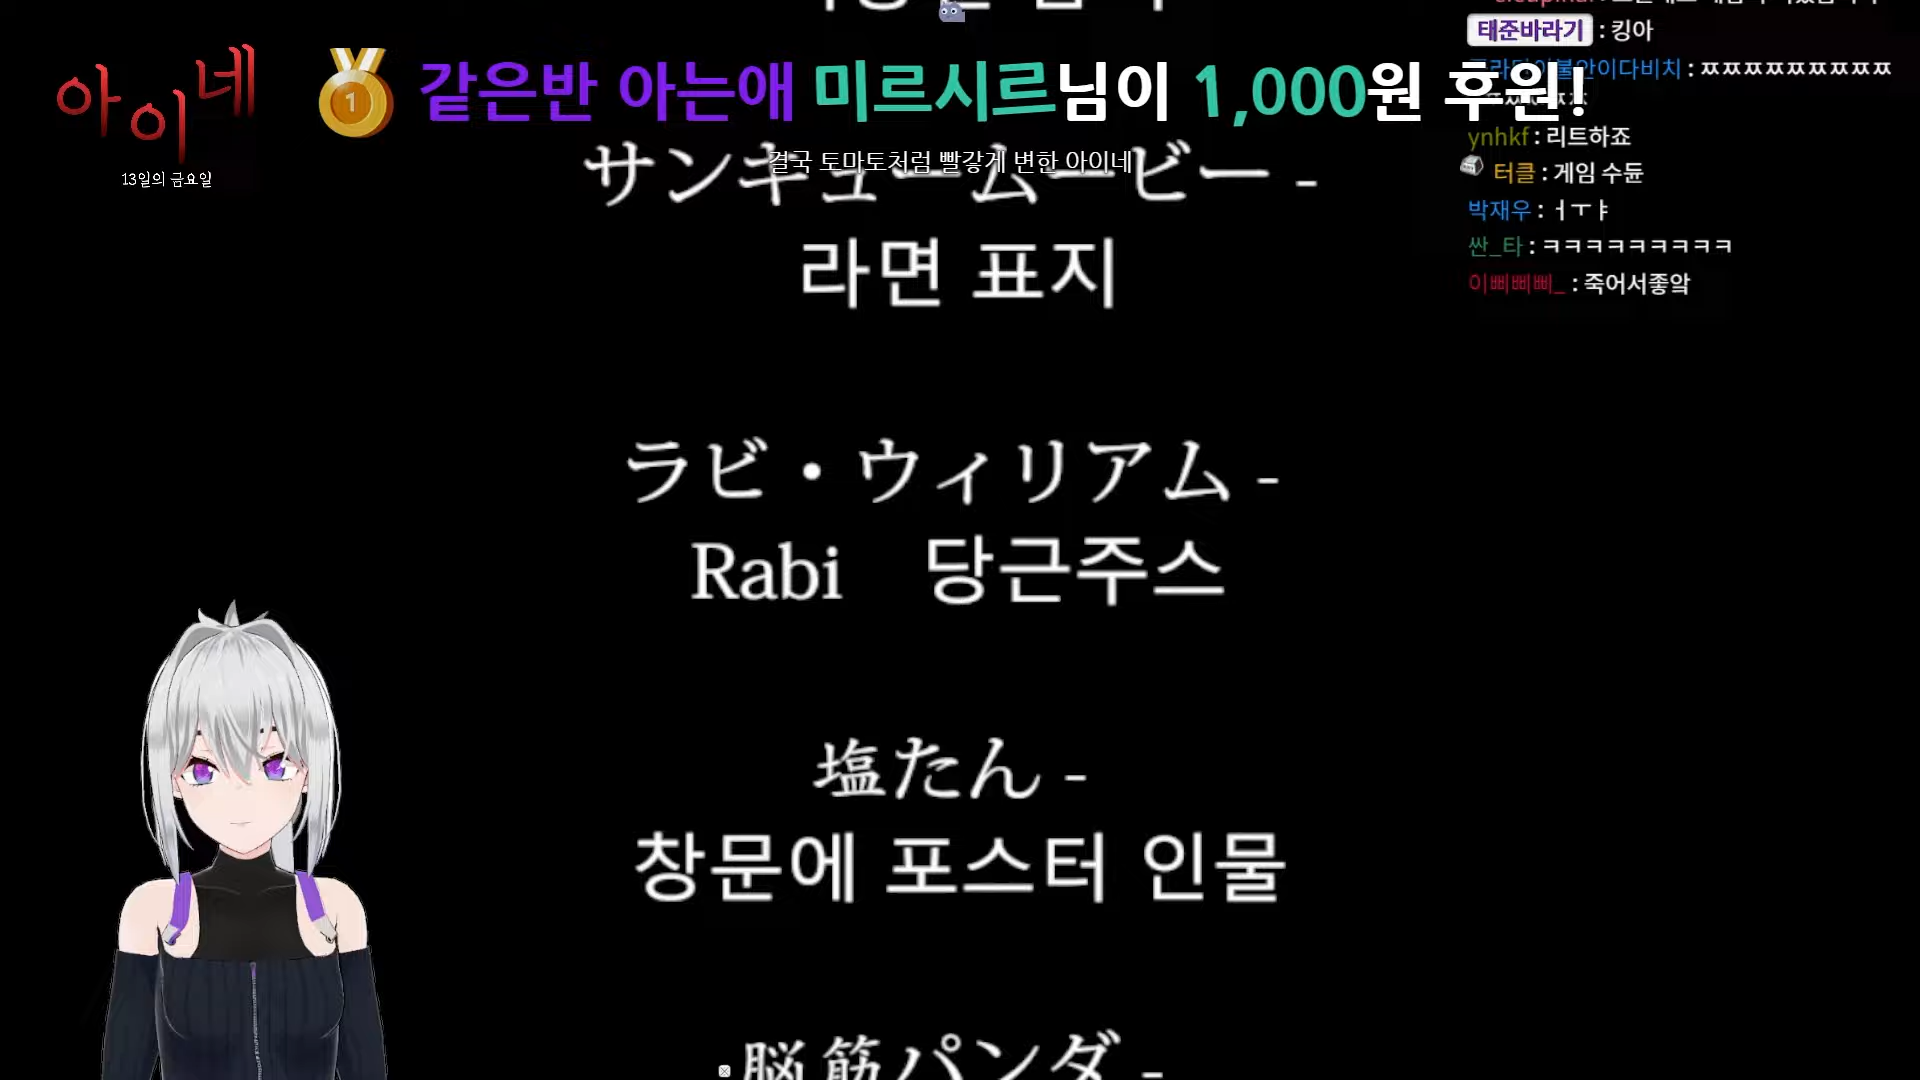 아이네
13일의 금요일
같은반 아는애 미르시르님이 1,000원 후원!
결국 토마토처럼 빨갛게 변한 아이네
サンキュームービー -
라면 표지
ラビ・ウィリアム -
Rabi 당근주스
塩たん -
창문에 포스터 인물
脳筋パンダ -
태준바라기 : 킹아
: ㅉㅉㅉㅉㅉㅉㅉㅉㅉ
ynhkf : 리트하죠
터클 : 게임 수듄
박재우 : ㅓㅜㅑ
싼_타 : ㅋㅋㅋㅋㅋㅋㅋㅋㅋ
이삐삐삐_ : 죽어서좋앜